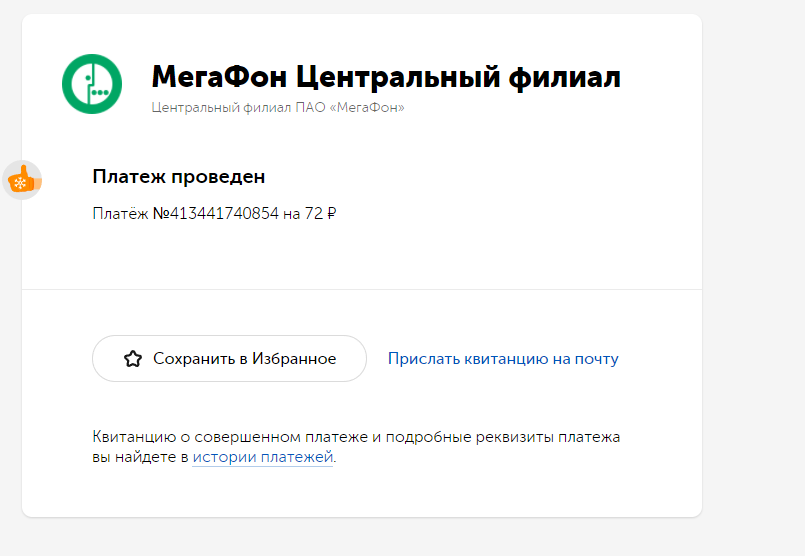 МегаФон Центральный филиал
Центральный филиал ПАО «МегаФон»
Платеж проведен
Платёж №413441740854 на 72 ₽
Сохранить в Избранное
Прислать квитанцию на почту
Квитанцию о совершенном платеже и подробные реквизиты платежа
вы найдете в истории платежей.